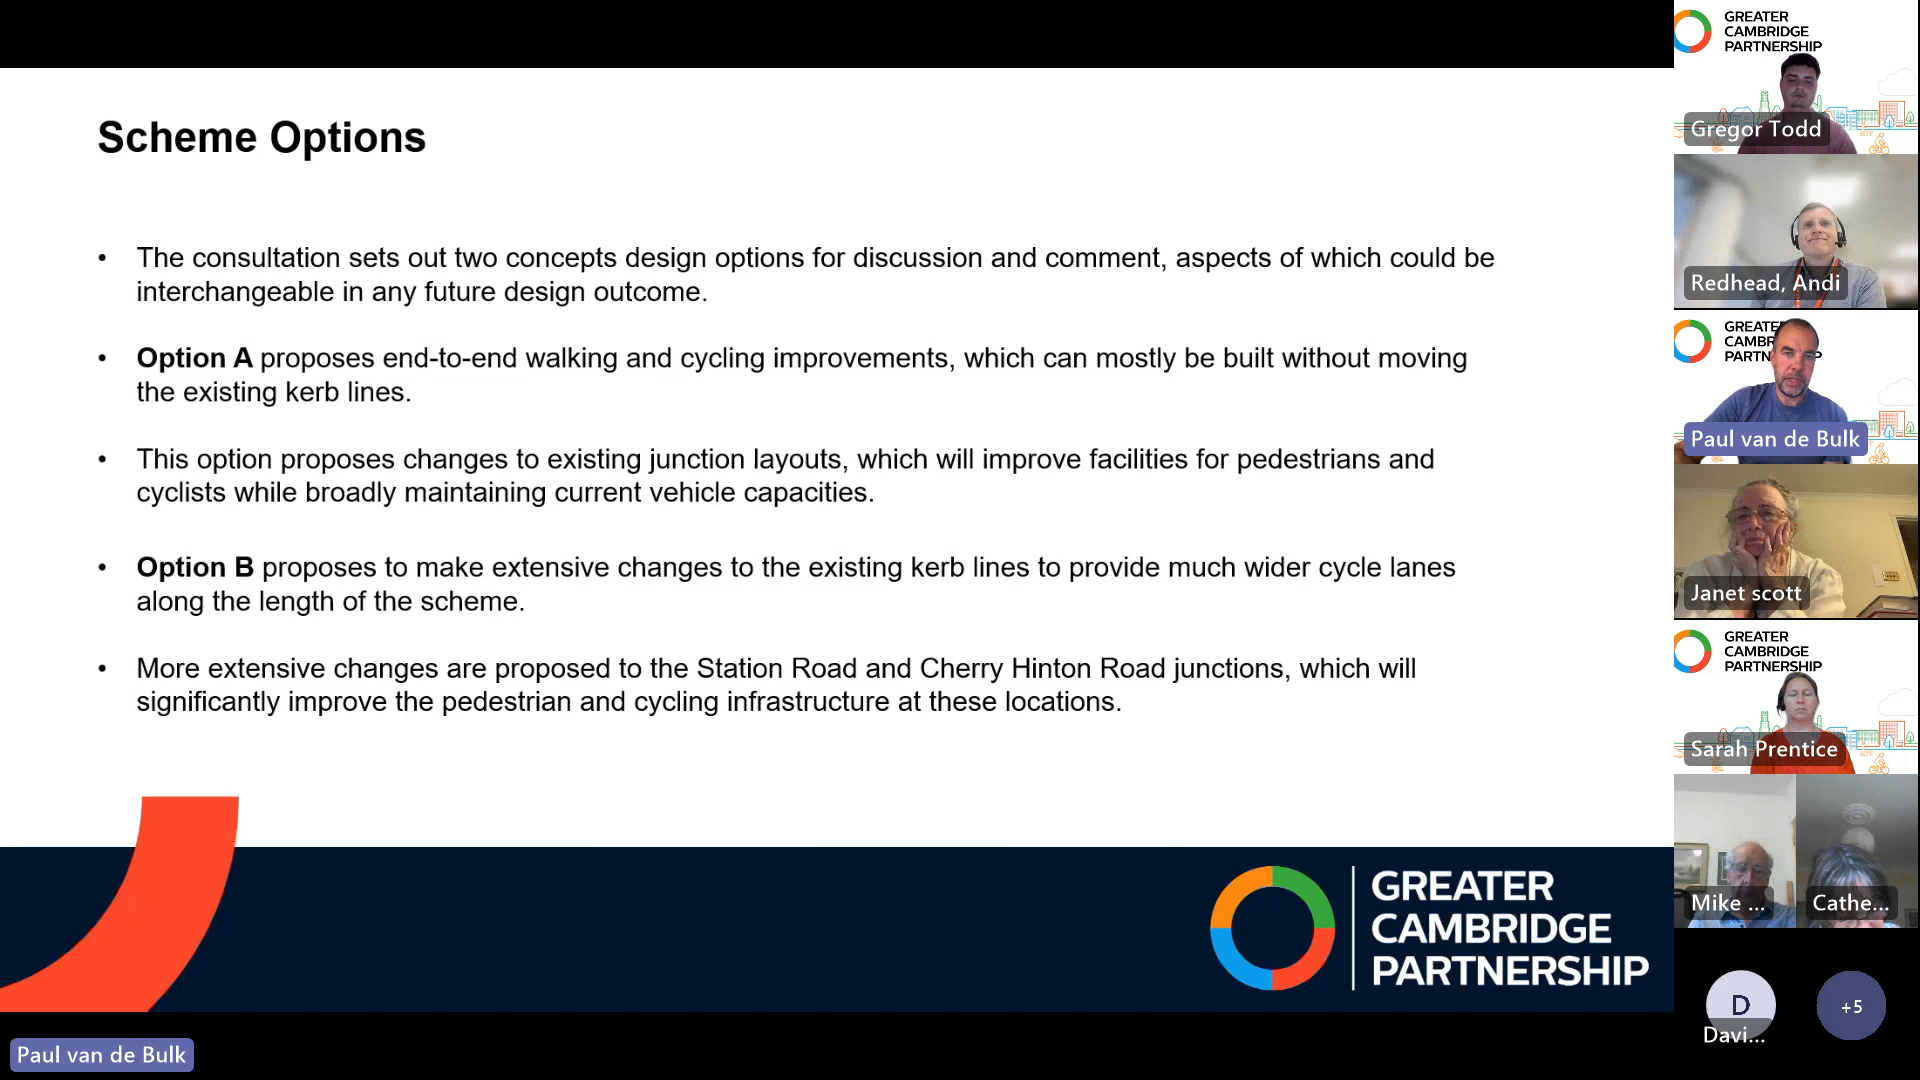 Scheme Options
• The consultation sets out two concepts design options for discussion and comment, aspects of which could be
interchangeable in any future design outcome.
• Option A proposes end-to-end walking and cycling improvements, which can mostly be built without moving
the existing kerb lines.
• This option proposes changes to existing junction layouts, which will improve facilities for pedestrians and
cyclists while broadly maintaining current vehicle capacities.
• Option B proposes to make extensive changes to the existing kerb lines to provide much wider cycle lanes
along the length of the scheme.
• More extensive changes are proposed to the Station Road and Cherry Hinton Road junctions, which will
significantly improve the pedestrian and cycling infrastructure at these locations.
GREATER
CAMBRIDGE
PARTNERSHIP
Paul van de Bulk
GREATER
CAMBRIDGE
PARTNERSHIP
Gregor Todd
Redhead, Andi
GREATE
CAMBR
PARTN P
Paul van de Bulk
Janet scott
GREATER
CAMBRIDGE
PARTNERSHIP
Sarah Prentice
Mike ...
Cathe...
D
Davi...
+5